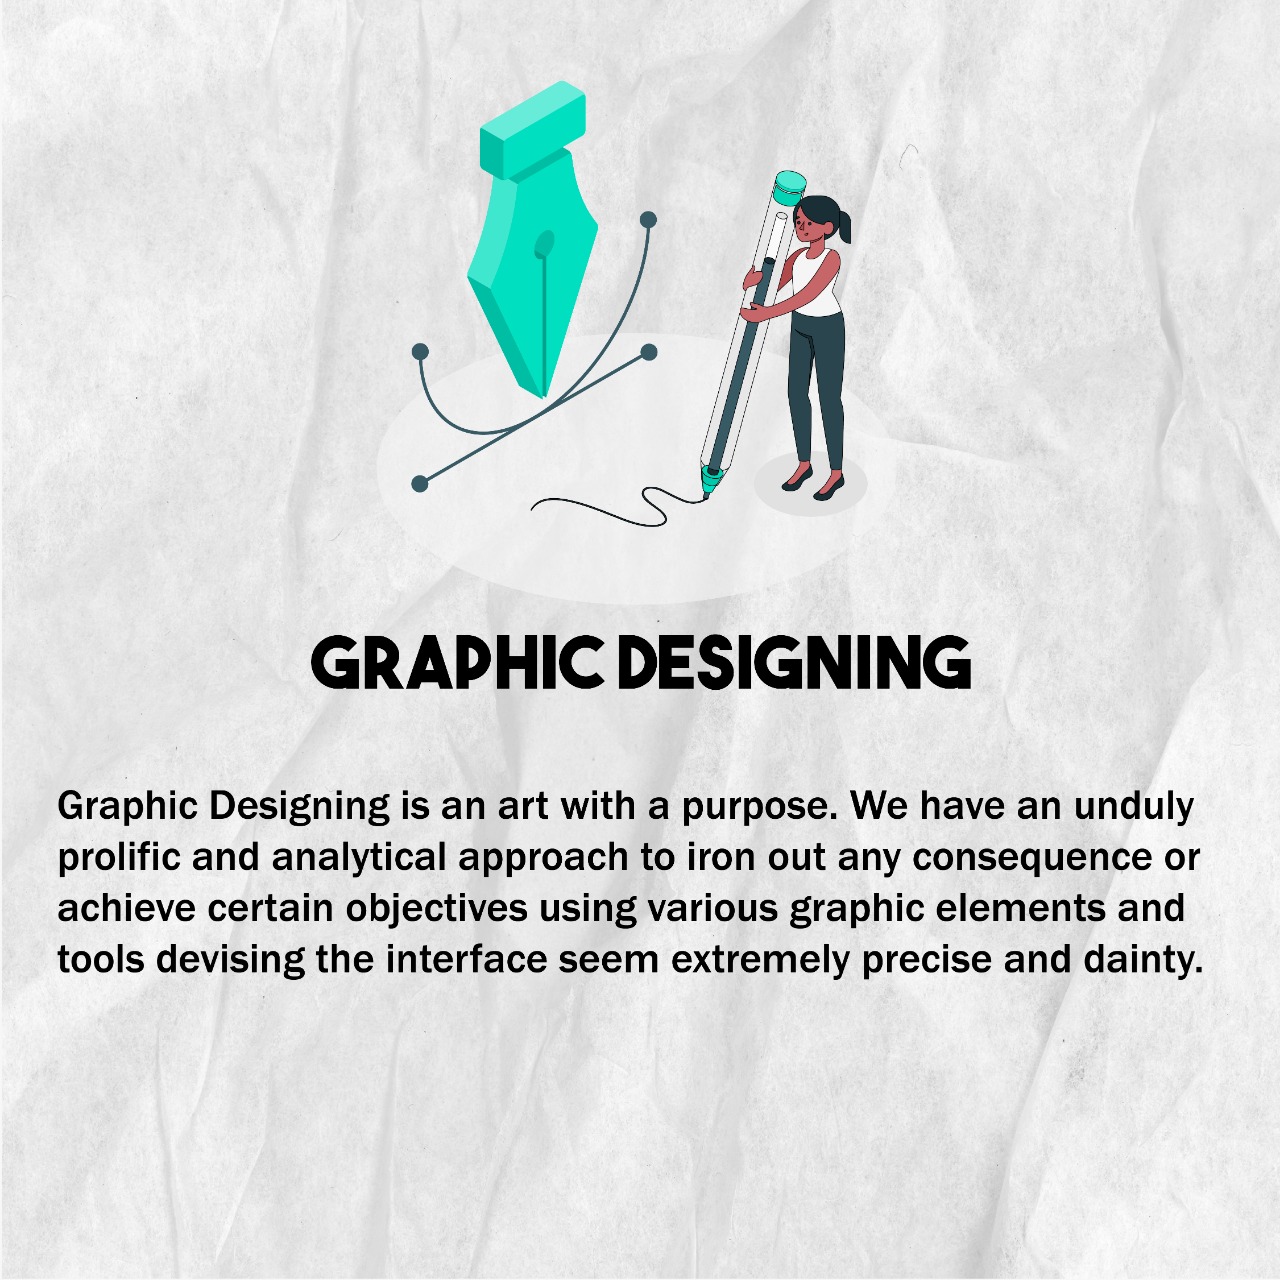 GRAPHIC DESIGNING
Graphic Designing is an art with a purpose. We have an unduly
prolific and analytical approach to iron out any consequence or
achieve certain objectives using various graphic elements and
tools devising the interface seem extremely precise and dainty.